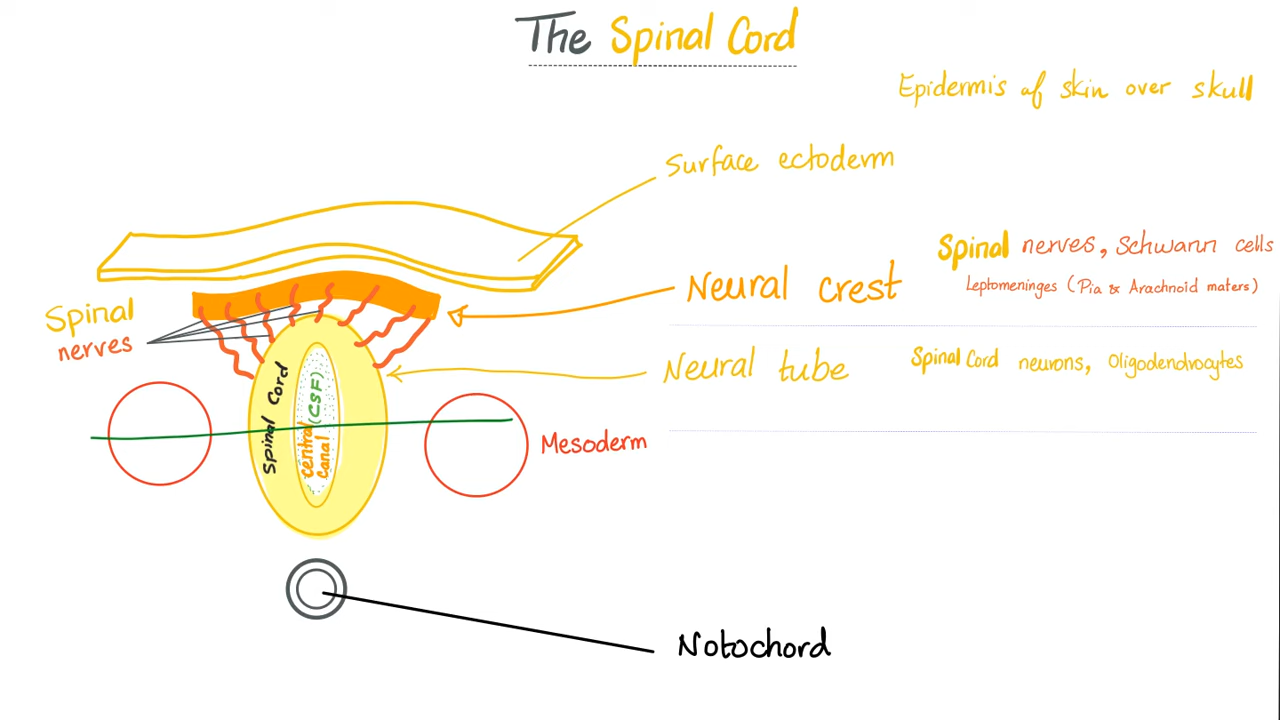 The Spinal Cord
Epidermis of skin over skull
Surface ectoderm
Spinal nerves, Schwann cells
Leptomeninges (Pia & Arachnoid maters)
Neural crest
Spinal
nerves
Neural tube
Spinal Cord neurons, Oligodendrocytes
Spinal Cord
central
canal
(CSF)
Mesoderm
Notochord